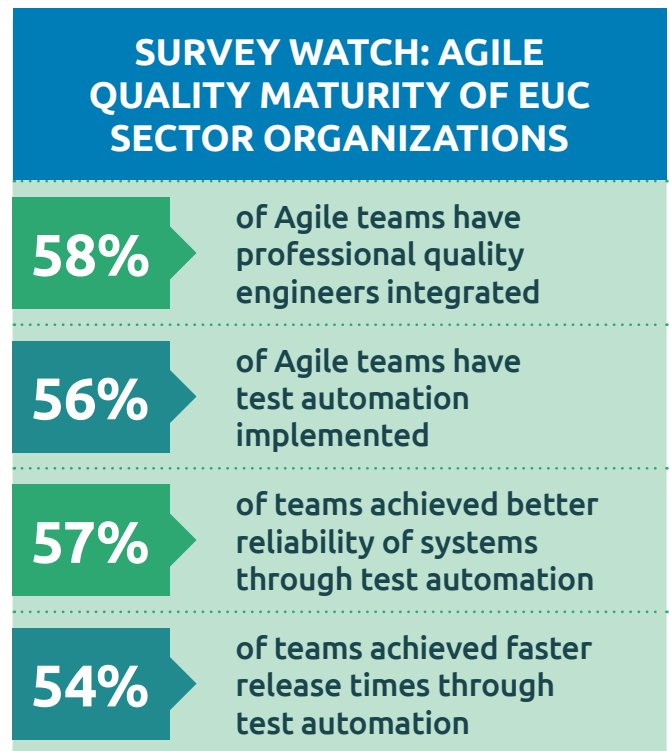 SURVEY WATCH: AGILE
QUALITY MATURITY OF EUC
SECTOR ORGANIZATIONS
58%
of Agile teams have
professional quality
engineers integrated
56%
of Agile teams have
test automation
implemented
57%
of teams achieved better
reliability of systems
through test automation
54%
of teams achieved faster
release times through
test automation